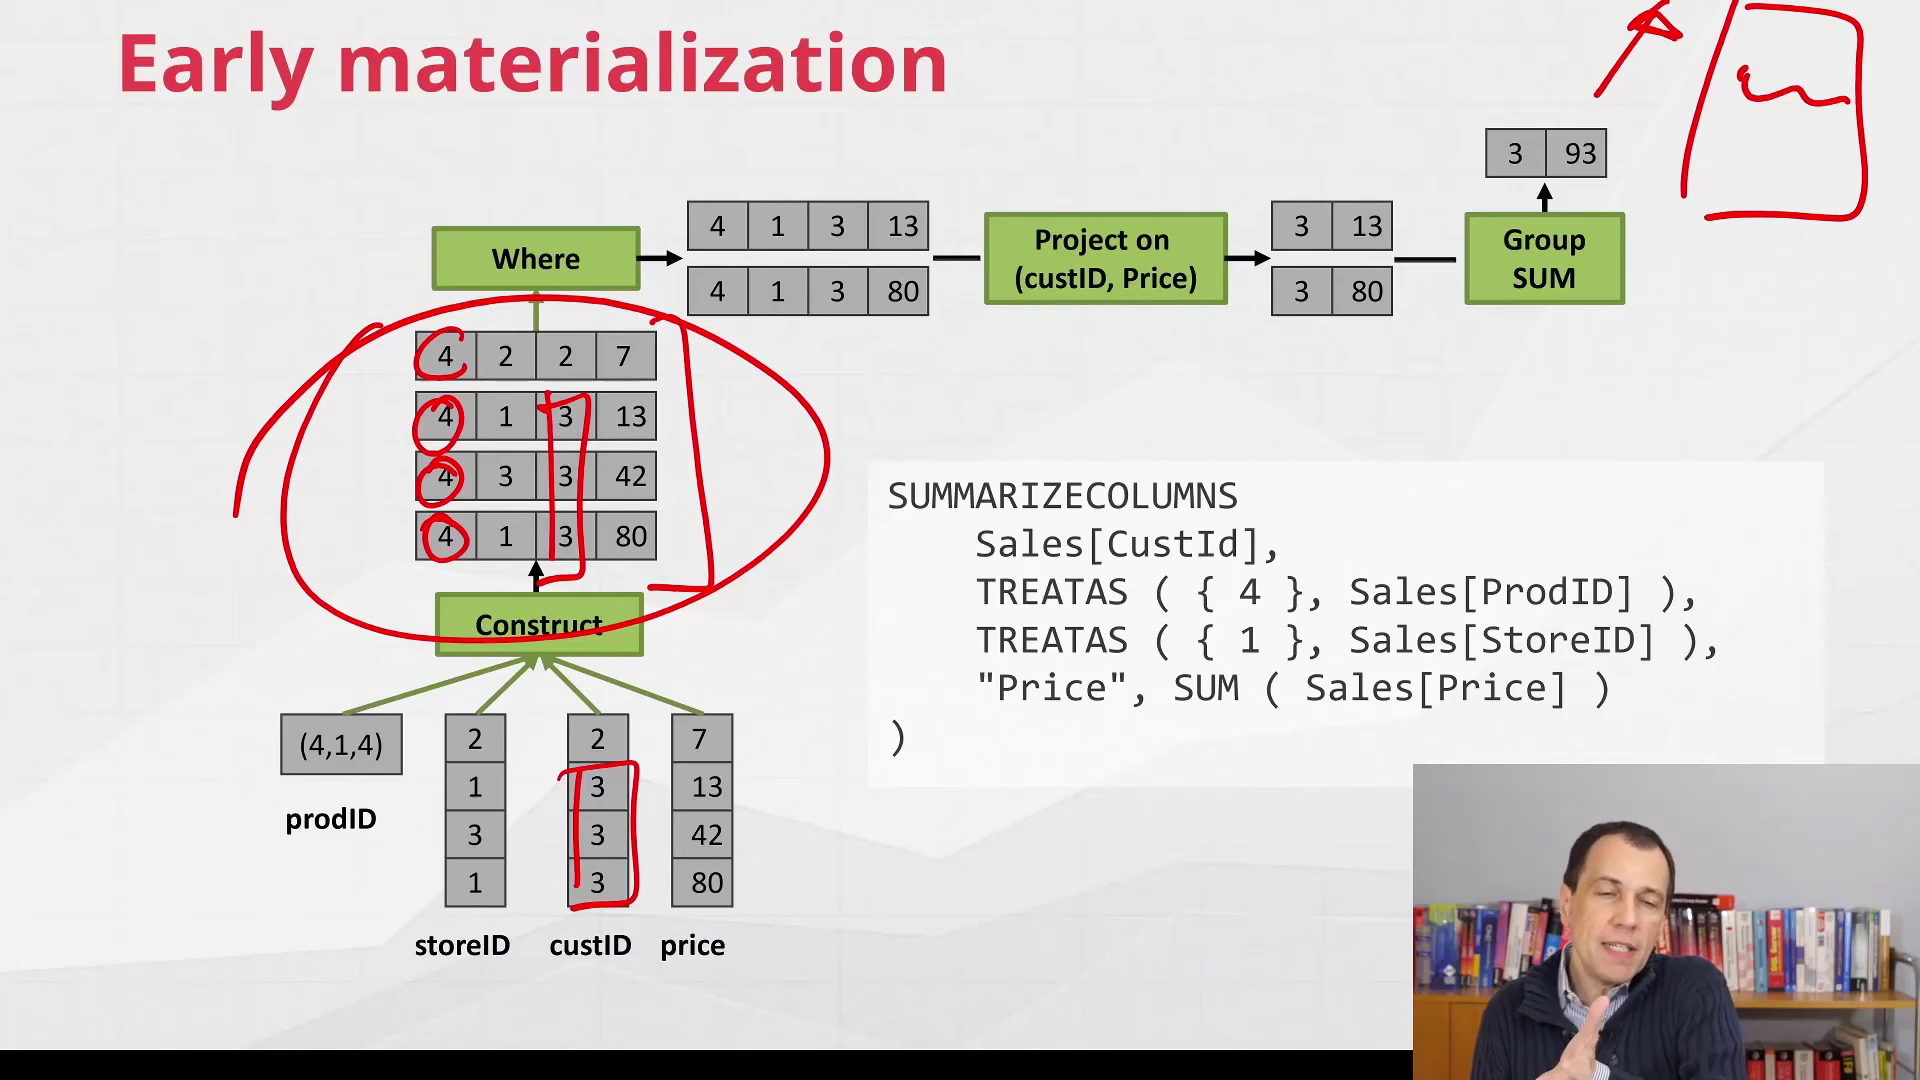 Early materialization
3 93
4 1 3 13
4 1 3 80
Where
Project on
(custID, Price)
3 13
3 80
Group
SUM
4 2 2 7
4 1 3 13
4 3 3 42
4 1 3 80
Construct
(4,1,4)
prodID
2 2 7
1 3 13
3 3 42
1 3 80
storeID custID price
SUMMARIZECOLUMNS
Sales[CustId],
TREATAS ( { 4 }, Sales[ProdID] ),
TREATAS ( { 1 }, Sales[StoreID] ),
"Price", SUM ( Sales[Price] )
)